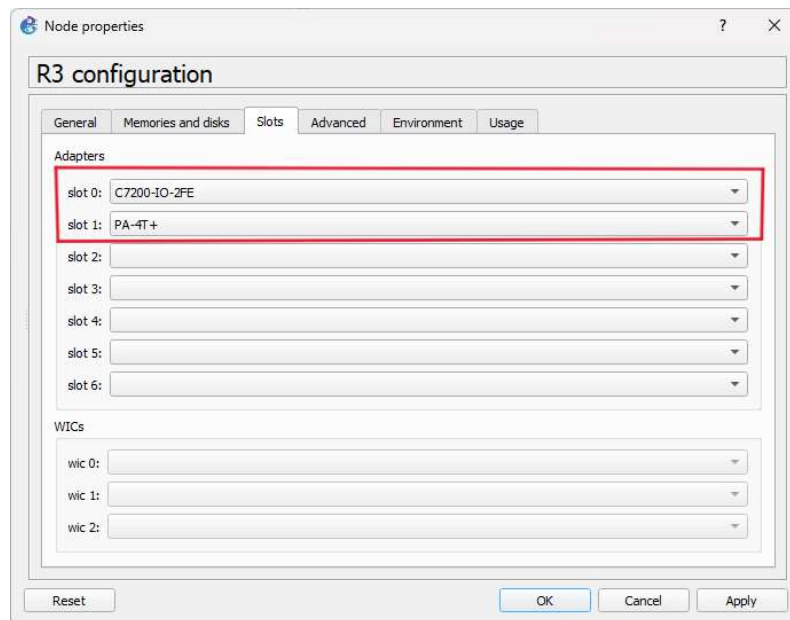 Node properties ? ×
R3 configuration
General Memories and disks Slots Advanced Environment Usage
Adapters
slot 0: C7200-IO-2FE
slot 1: PA-4T+
slot 2:
slot 3:
slot 4:
slot 5:
slot 6:
WICs
wic 0:
wic 1:
wic 2:
Reset OK Cancel Apply